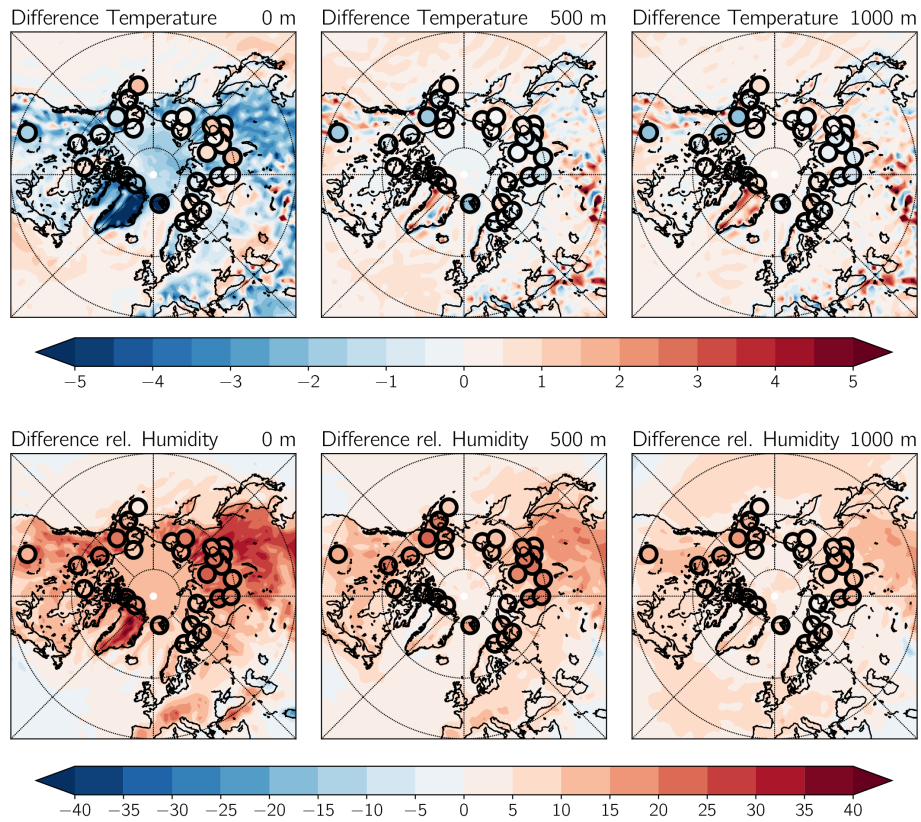 Difference Temperature 0 m Difference Temperature 500 m Difference Temperature 1000 m
−5 −4 −3 −2 −1 0 1 2 3 4 5
Difference rel. Humidity 0 m Difference rel. Humidity 500 m Difference rel. Humidity 1000 m
−40 −35 −30 −25 −20 −15 −10 −5 0 5 10 15 20 25 30 35 40